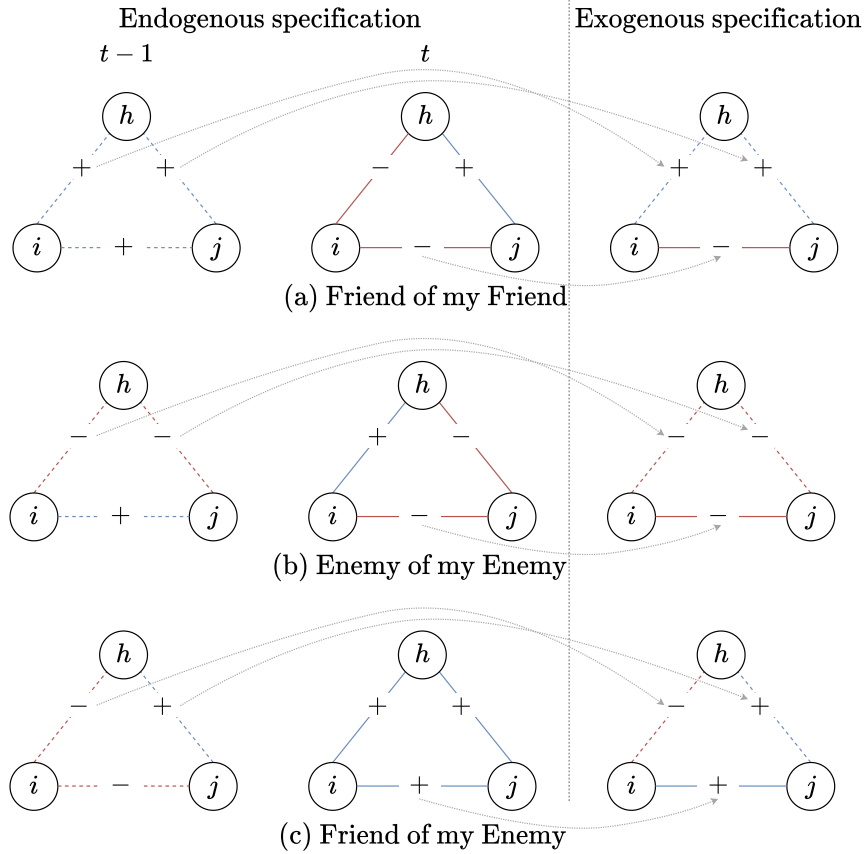 Endogenous specification Exogenous specification
t − 1 t
h h h
+ + − + + +
i + j i − j i − j
(a) Friend of my Friend
h h h
− − + − − −
i + j i − j i − j
(b) Enemy of my Enemy
h h h
− + + + − +
i − j i + j i + j
(c) Friend of my Enemy